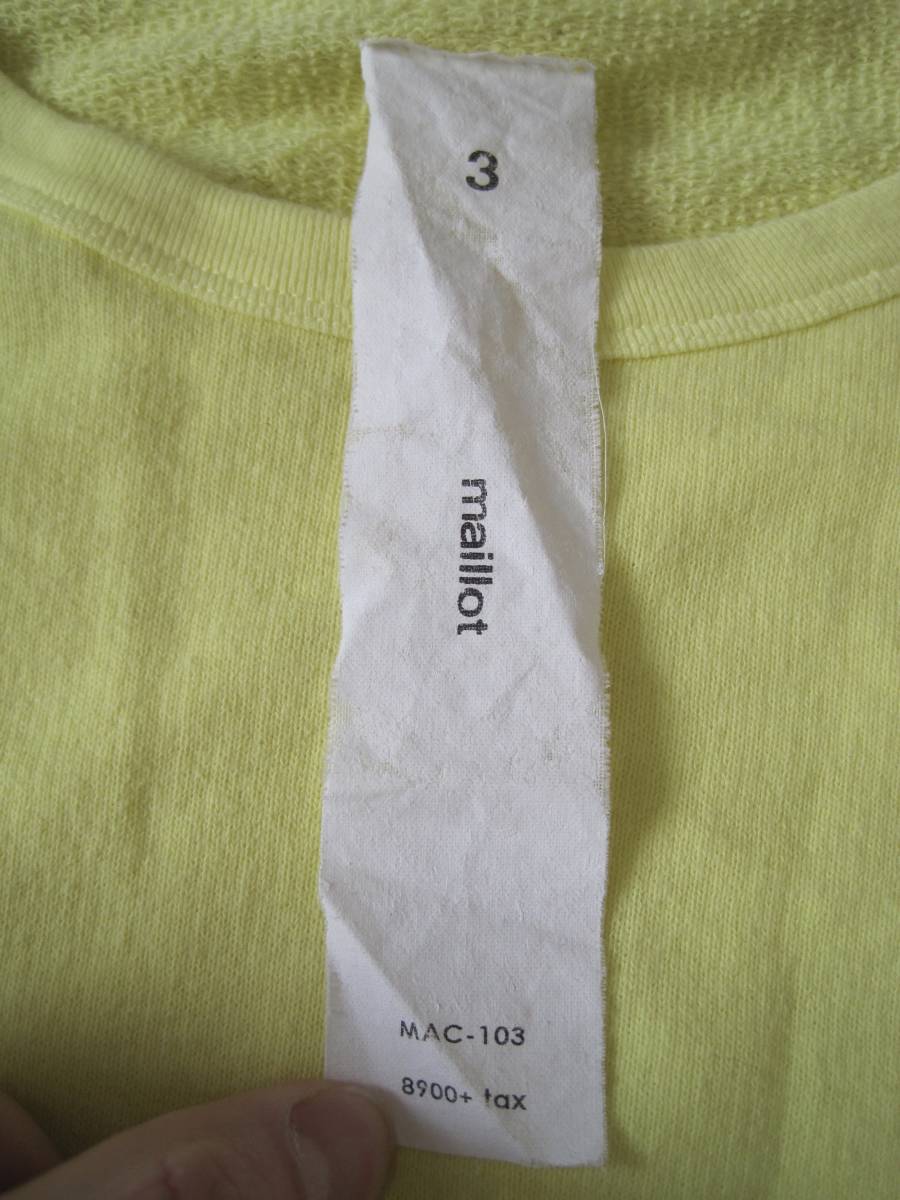 3
maillot
MAC-103
8900+ tax